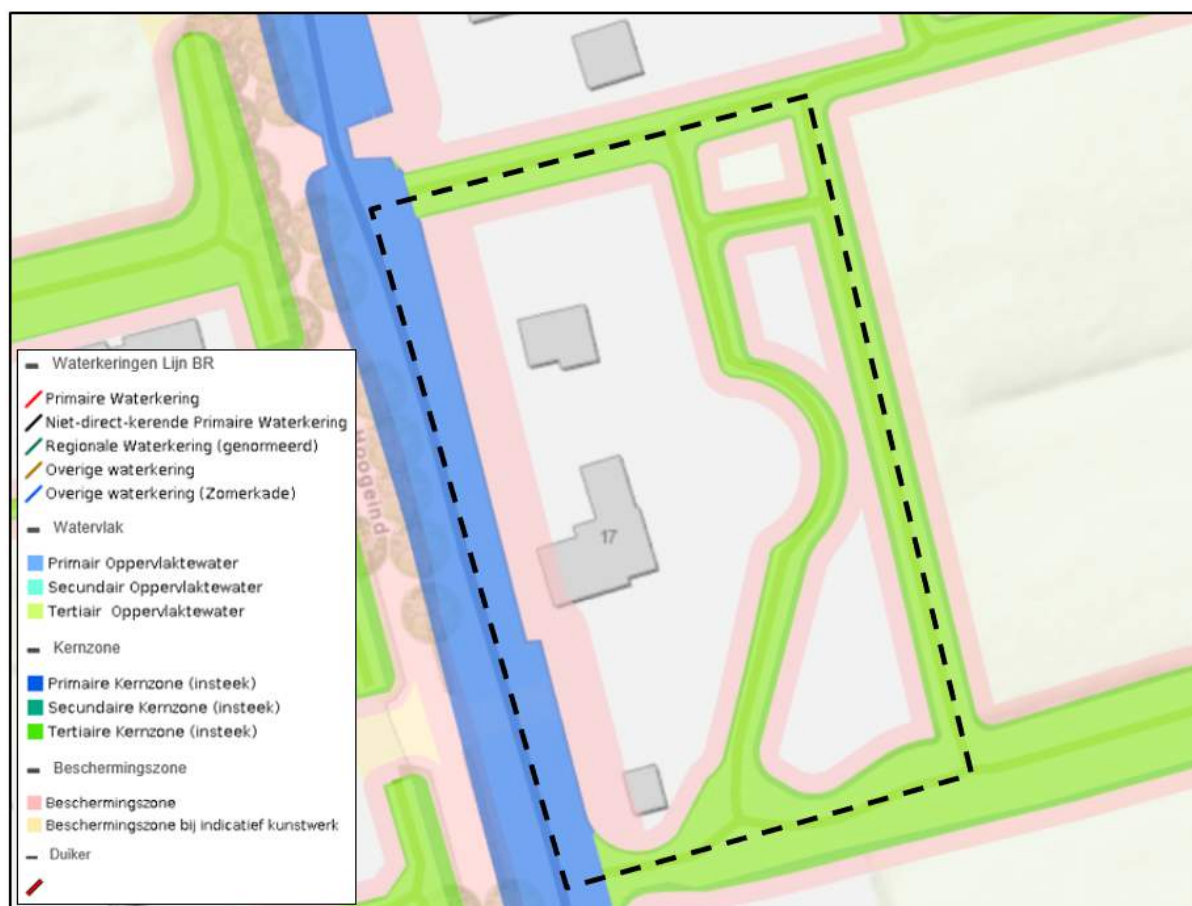 Hoogeind
17
Waterkeringen Lijn BR
Primaire Waterkering
Niet-direct-kerende Primaire Waterkering
Regionale Waterkering (genormeerd)
Overige waterkering
Overige waterkering (Zomerkade)
Watervlak
Primair Oppervlaktewater
Secundair Oppervlaktewater
Tertiair Oppervlaktewater
Kernzone
Primaire Kernzone (insteek)
Secundaire Kernzone (insteek)
Tertiaire Kernzone (insteek)
Beschermingszone
Beschermingszone
Beschermingszone bij indicatief kunstwerk
Duiker